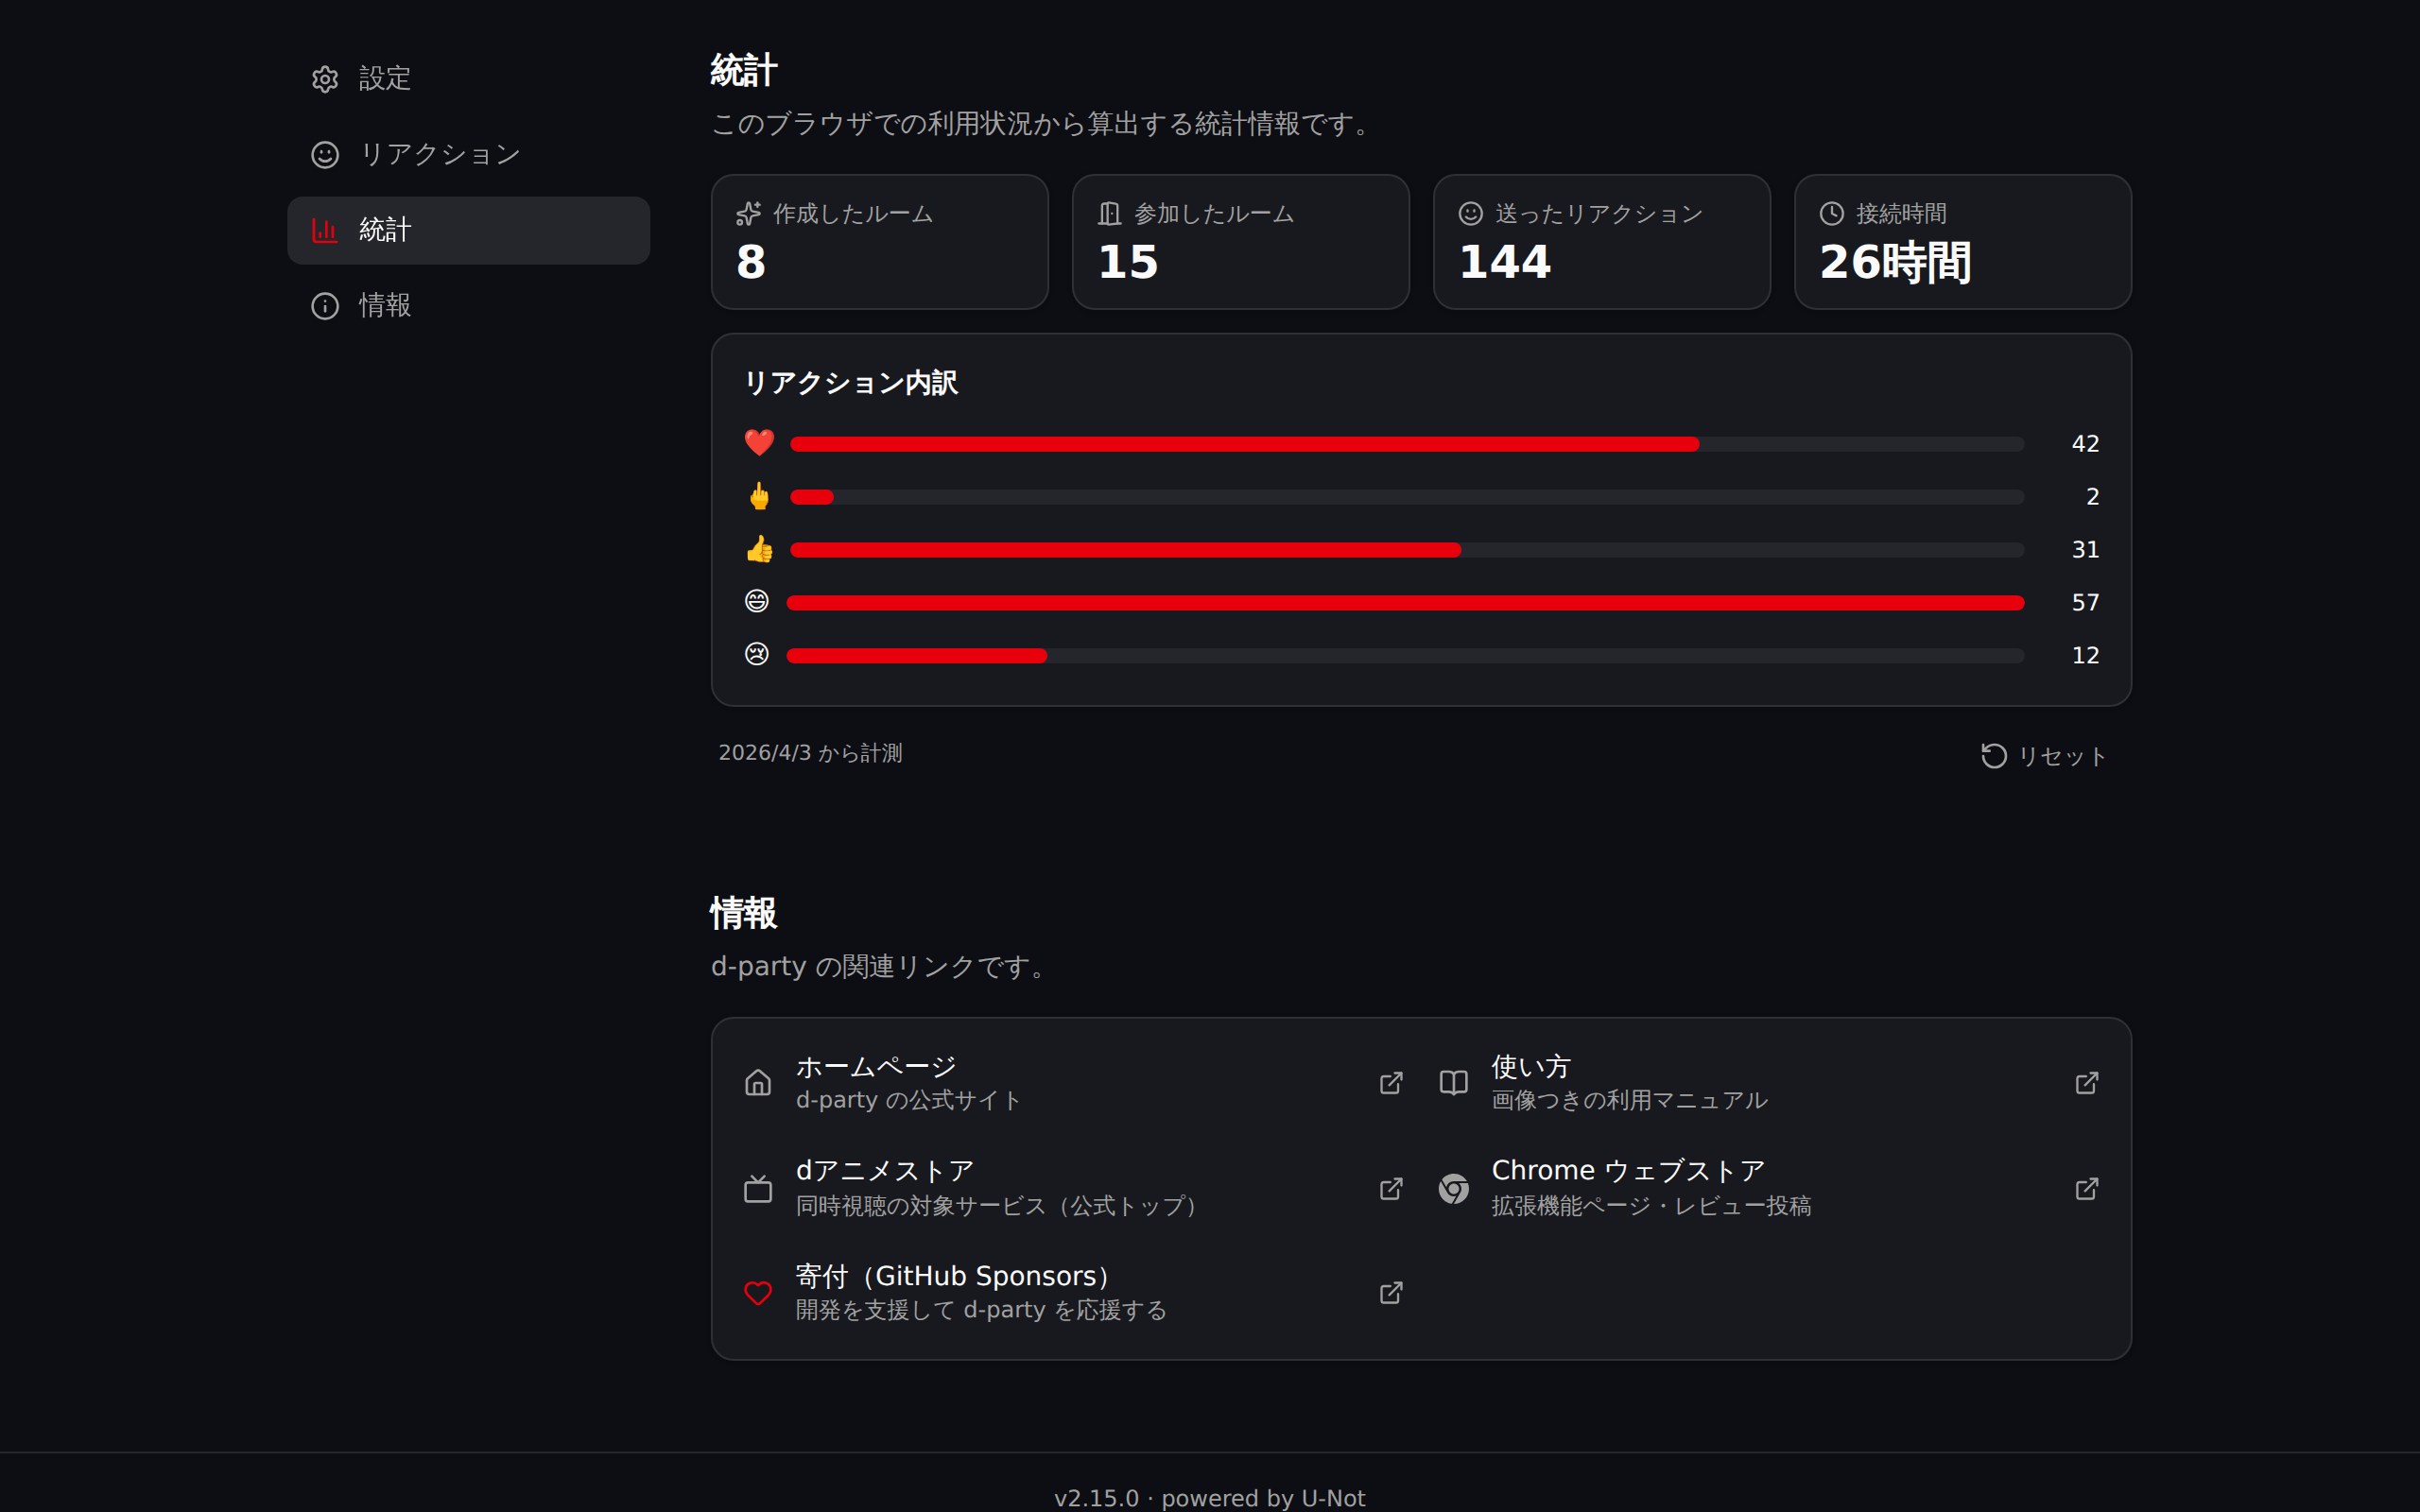 設定
リアクション
統計
情報
統計
このブラウザでの利用状況から算出する統計情報です。
作成したルーム
8
参加したルーム
15
送ったリアクション
144
接続時間
26時間
リアクション内訳
❤️ 42
🖕 2
👍 31
😄 57
😢 12
2026/4/3 から計測
リセット
情報
d-party の関連リンクです。
ホームページ
d-party の公式サイト
使い方
画像つきの利用マニュアル
dアニメストア
同時視聴の対象サービス（公式トップ）
Chrome ウェブストア
拡張機能ページ・レビュー投稿
寄付（GitHub Sponsors）
開発を支援して d-party を応援する
v2.15.0 · powered by U-Not